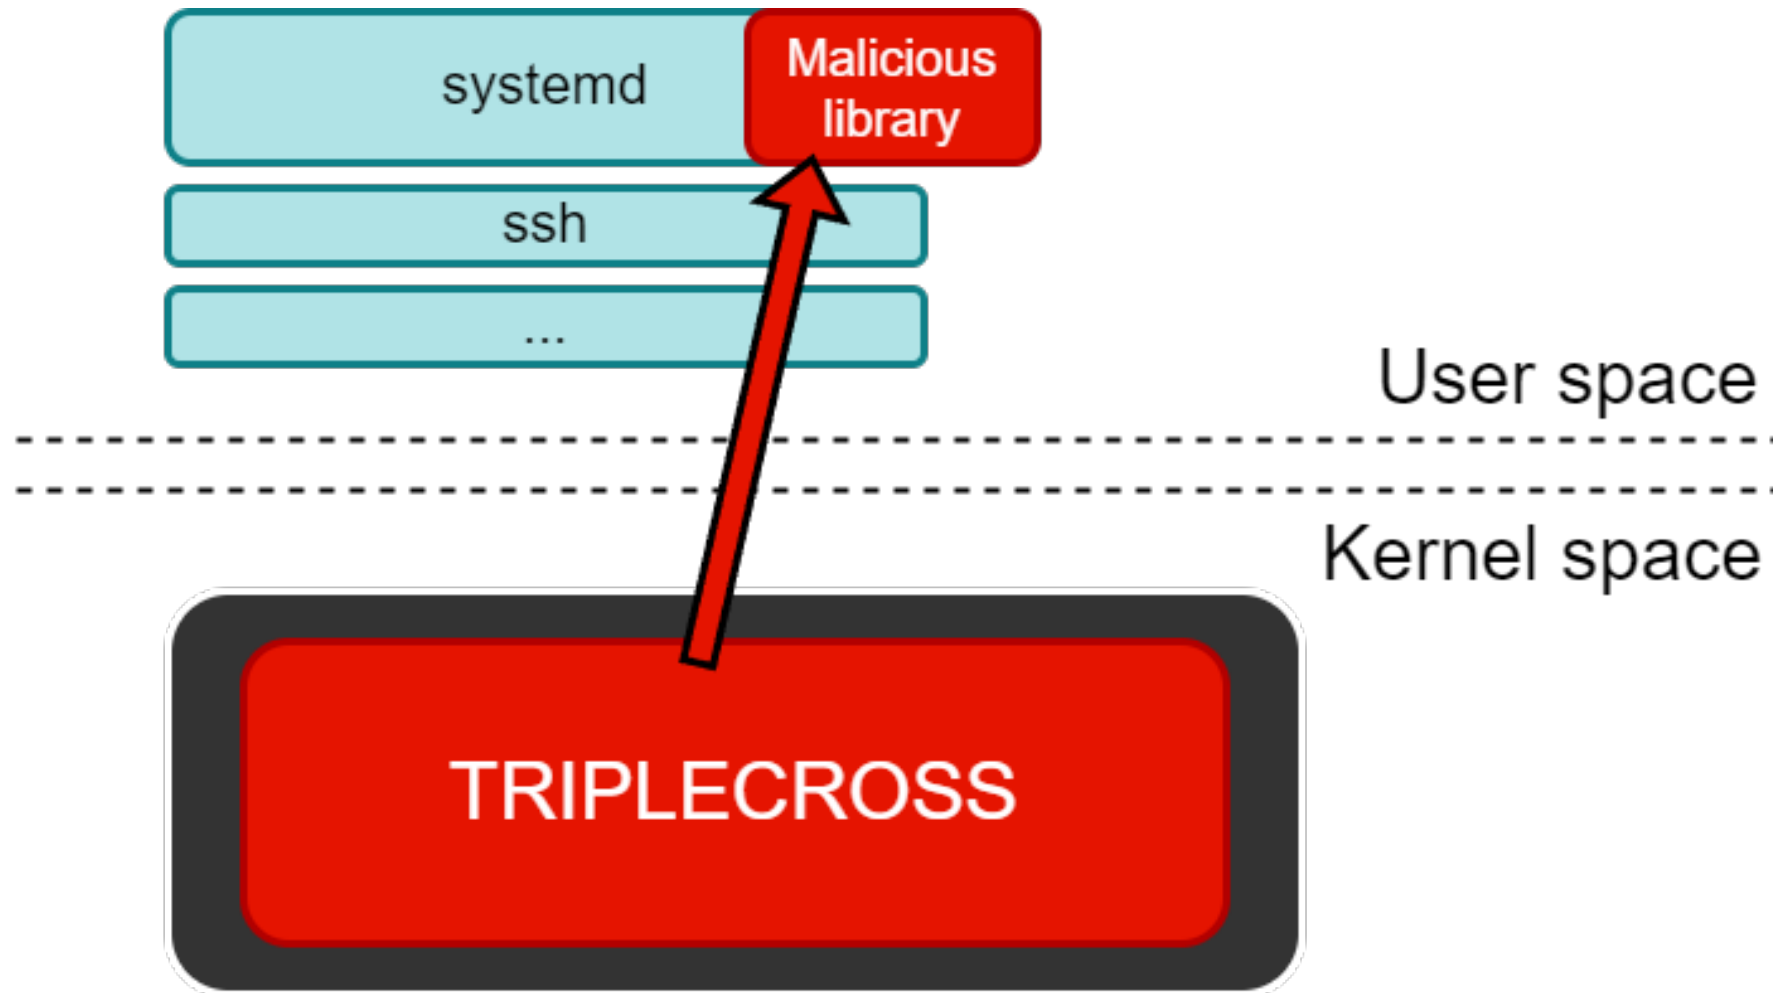 systemd
Malicious
library
ssh
...
User space
Kernel space
TRIPLECROSS